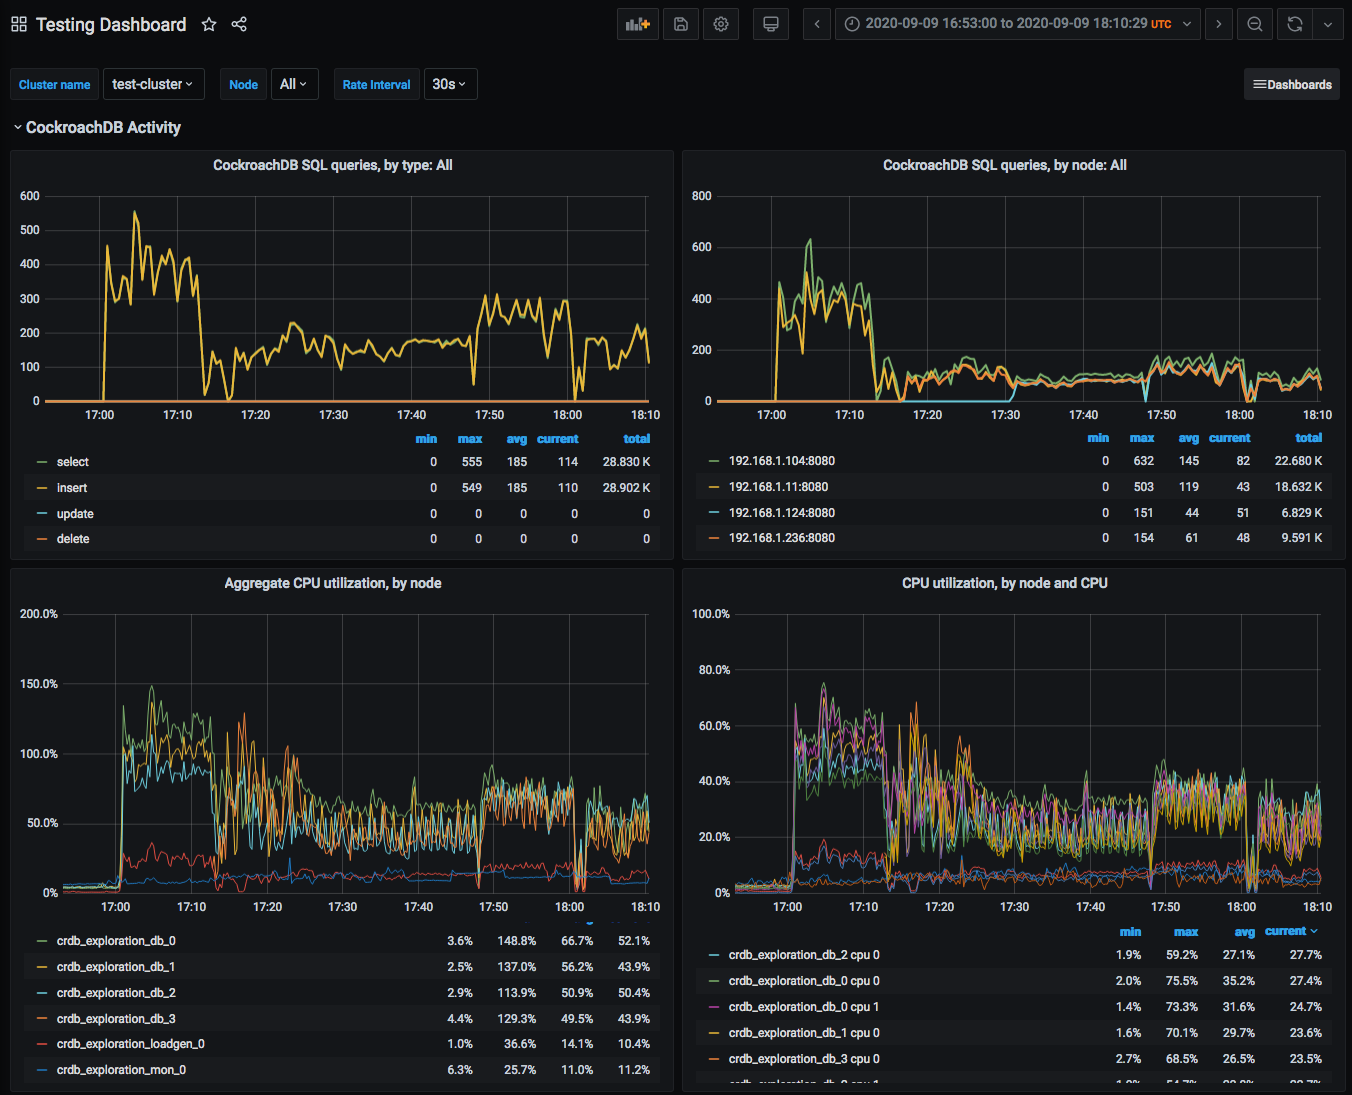 Testing Dashboard
2020-09-09 16:53:00 to 2020-09-09 18:10:29 UTC
Cluster name test-cluster Node All Rate Interval 30s Dashboards
CockroachDB Activity
CockroachDB SQL queries, by type: All
600
500
400
300
200
100
0
17:00 17:10 17:20 17:30 17:40 17:50 18:00 18:10
min max avg current total
select 0 555 185 114 28.830 K
insert 0 549 185 110 28.902 K
update 0 0 0 0 0
delete 0 0 0 0 0
CockroachDB SQL queries, by node: All
800
600
400
200
0
17:00 17:10 17:20 17:30 17:40 17:50 18:00 18:10
min max avg current total
192.168.1.104:8080 0 632 145 82 22.680 K
192.168.1.11:8080 0 503 119 43 18.632 K
192.168.1.124:8080 0 151 44 51 6.829 K
192.168.1.236:8080 0 154 61 48 9.591 K
Aggregate CPU utilization, by node
200.0%
150.0%
100.0%
50.0%
0%
17:00 17:10 17:20 17:30 17:40 17:50 18:00 18:10
crdb_exploration_db_0 3.6% 148.8% 66.7% 52.1%
crdb_exploration_db_1 2.5% 137.0% 56.2% 43.9%
crdb_exploration_db_2 2.9% 113.9% 50.9% 50.4%
crdb_exploration_db_3 4.4% 129.3% 49.5% 43.9%
crdb_exploration_loadgen_0 1.0% 36.6% 14.1% 10.4%
crdb_exploration_mon_0 6.3% 25.7% 11.0% 11.2%
CPU utilization, by node and CPU
100.0%
80.0%
60.0%
40.0%
20.0%
0%
17:00 17:10 17:20 17:30 17:40 17:50 18:00 18:10
min max avg current
crdb_exploration_db_2 cpu 0 1.9% 59.2% 27.1% 27.7%
crdb_exploration_db_0 cpu 0 2.0% 75.5% 35.2% 27.4%
crdb_exploration_db_0 cpu 1 1.4% 73.3% 31.6% 24.7%
crdb_exploration_db_1 cpu 0 1.6% 70.1% 29.7% 23.6%
crdb_exploration_db_3 cpu 0 2.7% 68.5% 26.5% 23.5%